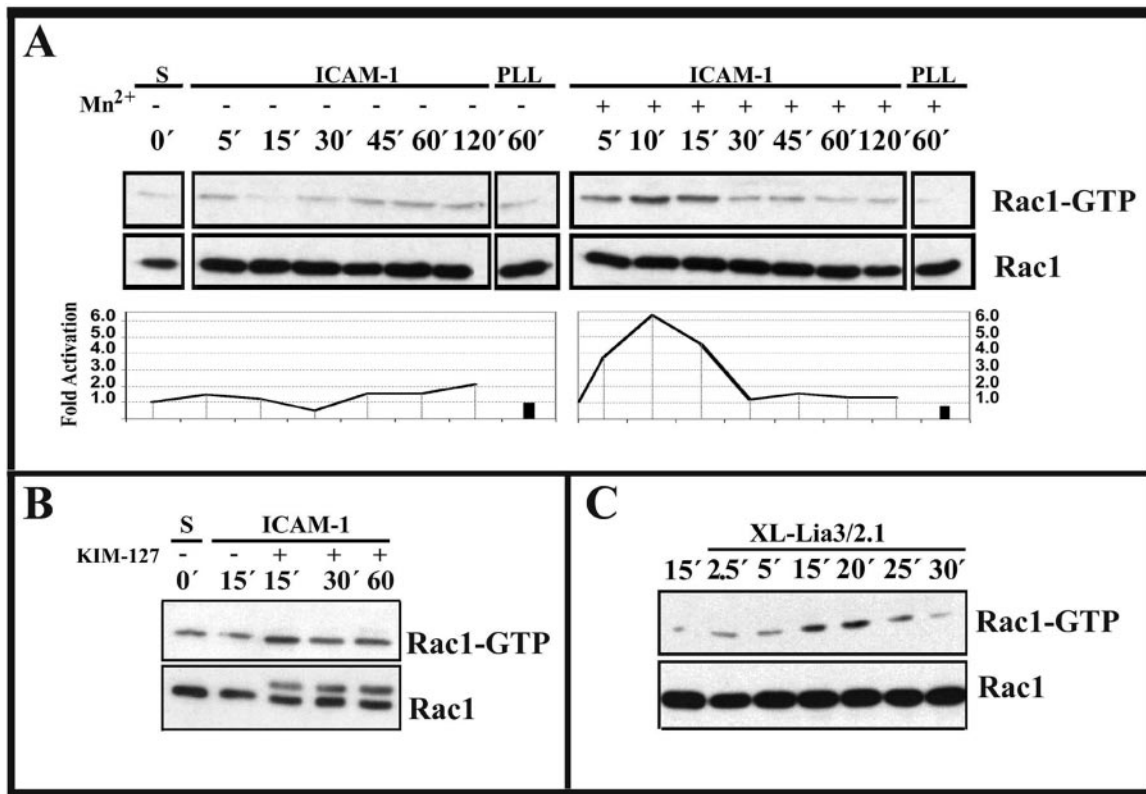 A
S ICAM-1 PLL ICAM-1 PLL
Mn2+ - - - - - - - - + + + + + + + +
0´ 5´ 15´ 30´ 45´ 60´ 120´ 60´ 5´ 10´ 15´ 30´ 45´ 60´ 120´ 60´
Rac1-GTP
Rac1
Fold Activation
6.0 6.0
5.0 5.0
4.0 4.0
3.0 3.0
2.0 2.0
1.0 1.0
B
S ICAM-1
KIM-127 - - + + +
0´ 15´ 15´ 30´ 60
Rac1-GTP
Rac1
C
XL-Lia3/2.1
15´ 2.5´ 5´ 15´ 20´ 25´ 30´
Rac1-GTP
Rac1